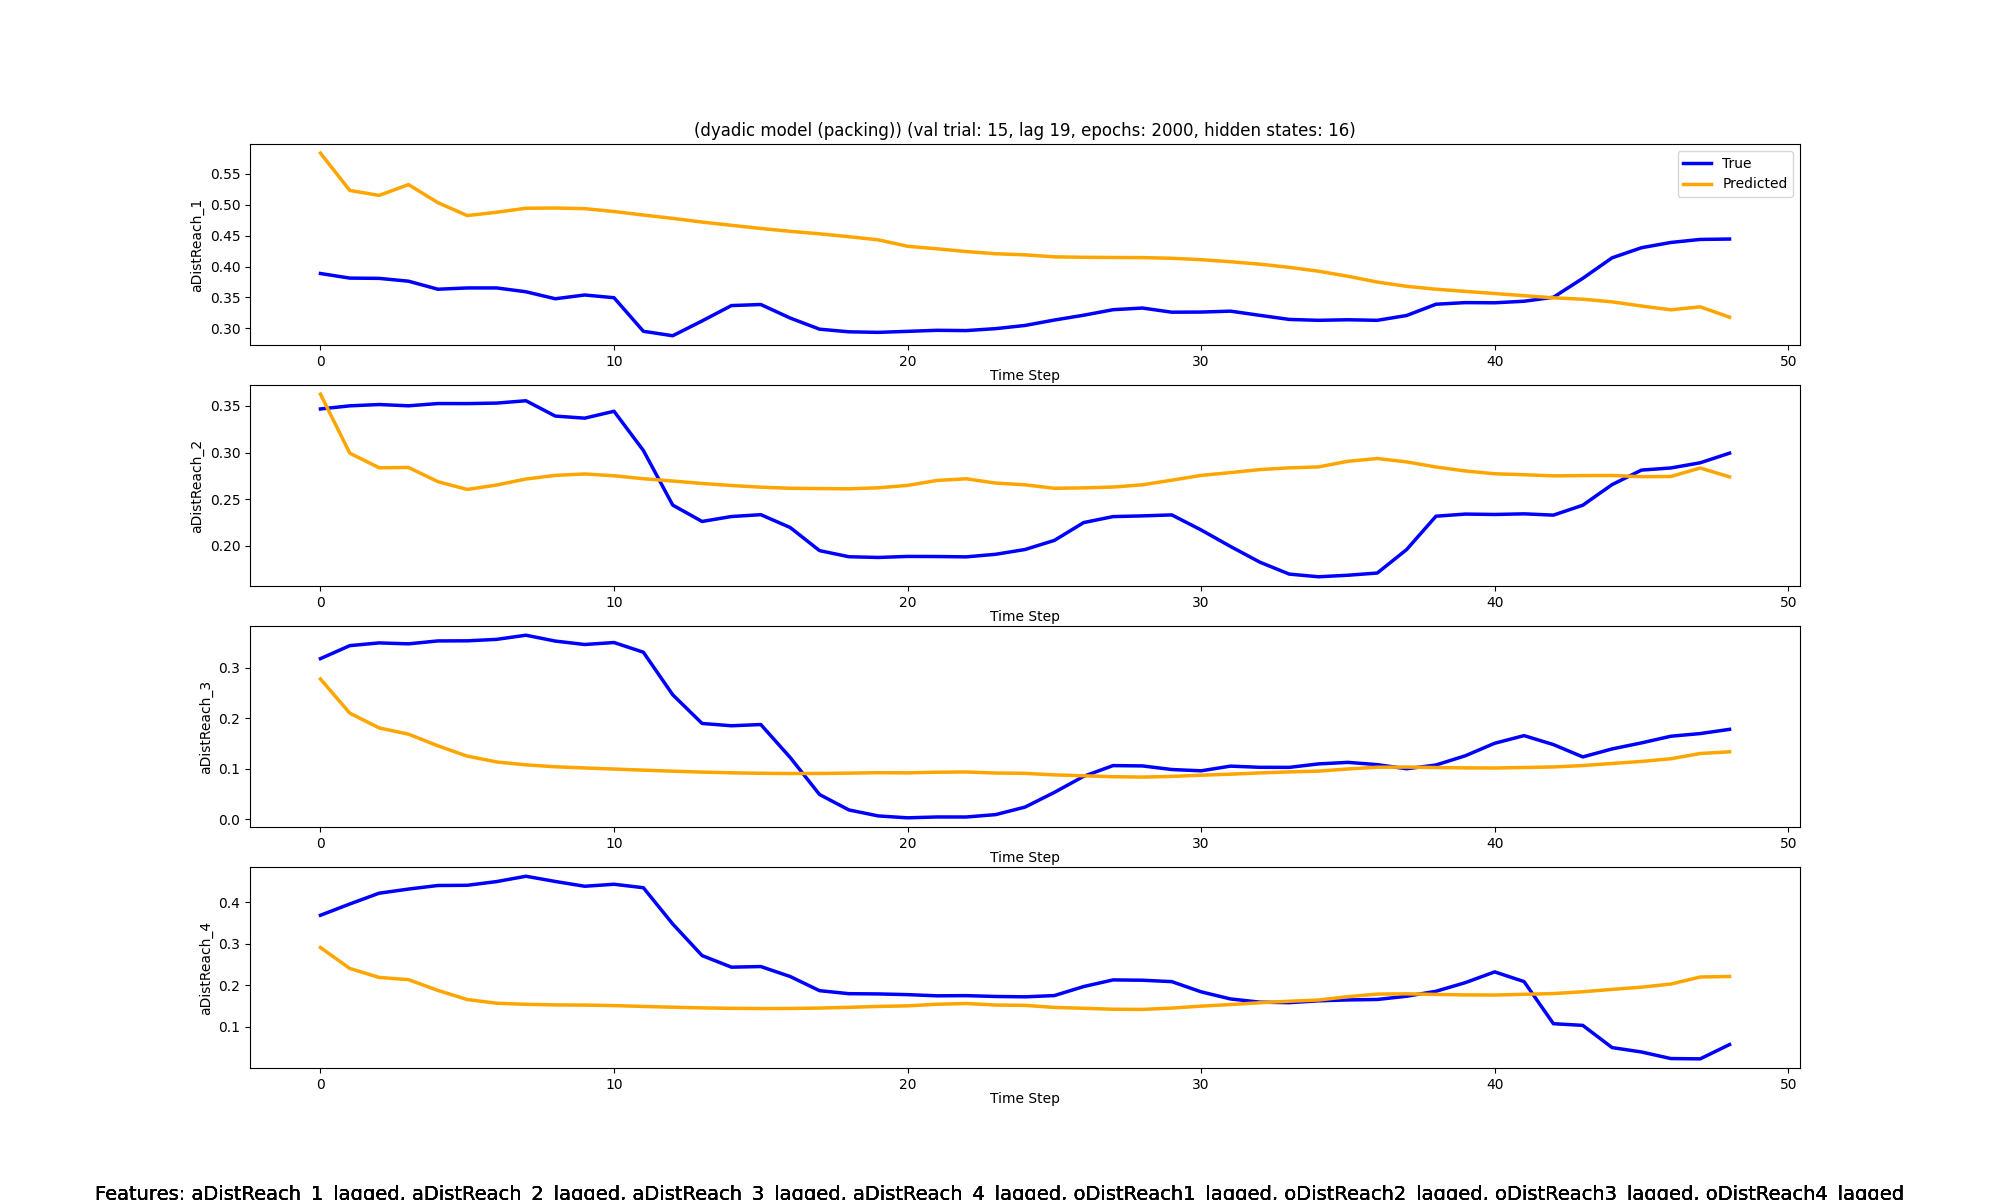 (dyadic model (packing)) (val trial: 15, lag 19, epochs: 2000, hidden states: 16)
True
Predicted
aDistReach_1
0.55
0.50
0.45
0.40
0.35
0.30
0 10 20 30 40 50
Time Step
aDistReach_2
0.35
0.30
0.25
0.20
0 10 20 30 40 50
Time Step
aDistReach_3
0.3
0.2
0.1
0.0
0 10 20 30 40 50
Time Step
aDistReach_4
0.4
0.3
0.2
0.1
0 10 20 30 40 50
Time Step
Features: aDistReach_1_lagged, aDistReach_2_lagged, aDistReach_3_lagged, aDistReach_4_lagged, oDistReach1_lagged, oDistReach2_lagged, oDistReach3_lagged, oDistReach4_lagged